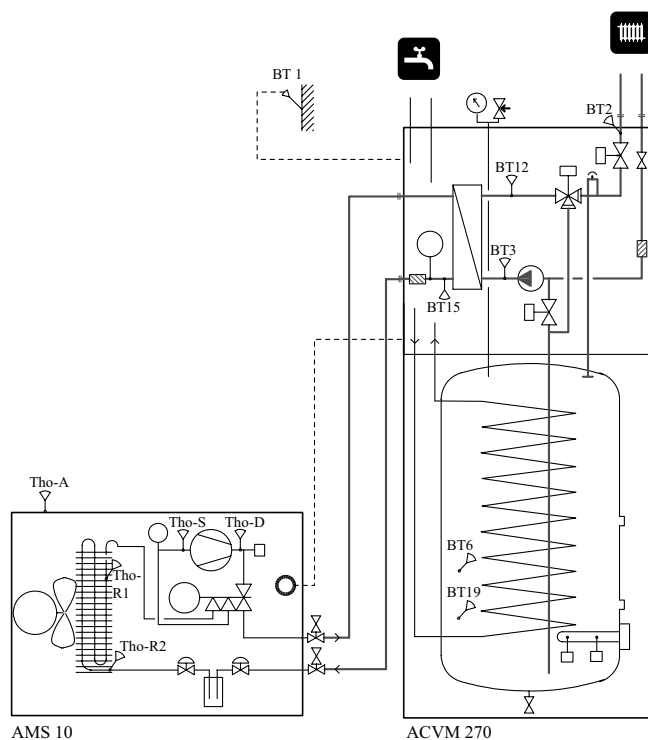 BT 1
BT2
BT12
BT3
BT15
Tho-A
Tho-S
Tho-D
Tho-
R1
BT6
BT19
Tho-R2
AMS 10
ACVM 270